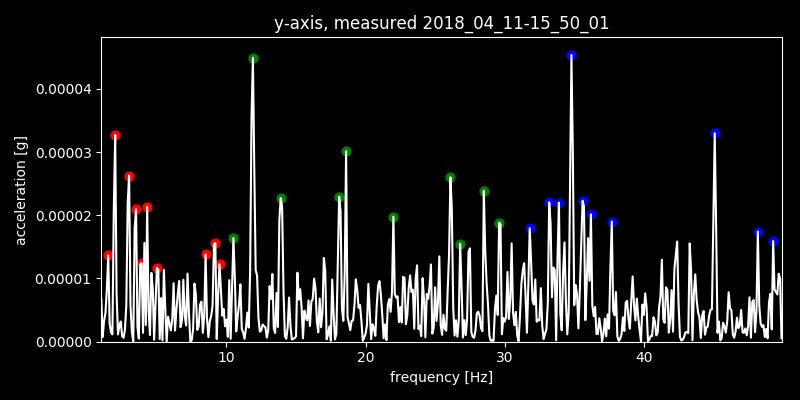 y-axis, measured 2018_04_11-15_50_01
0.00004
0.00003
0.00002
0.00001
0.00000
acceleration [g]
10 20 30 40
frequency [Hz]